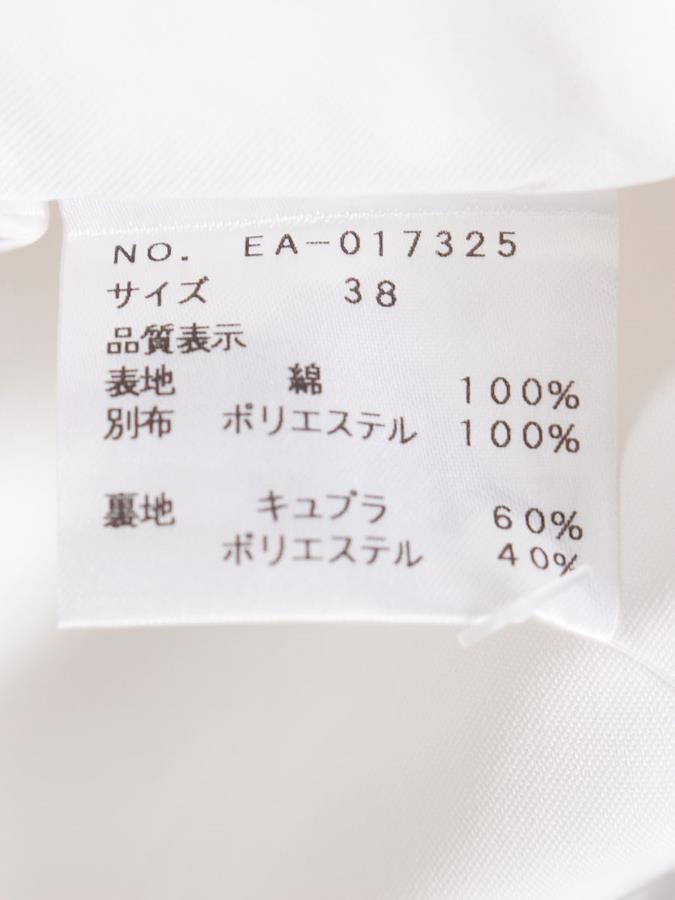 NO. EA-017325
サイズ 38
品質表示
表地 綿 100%
別布 ポリエステル 100%
裏地 キュプラ 60%
ポリエステル 40%